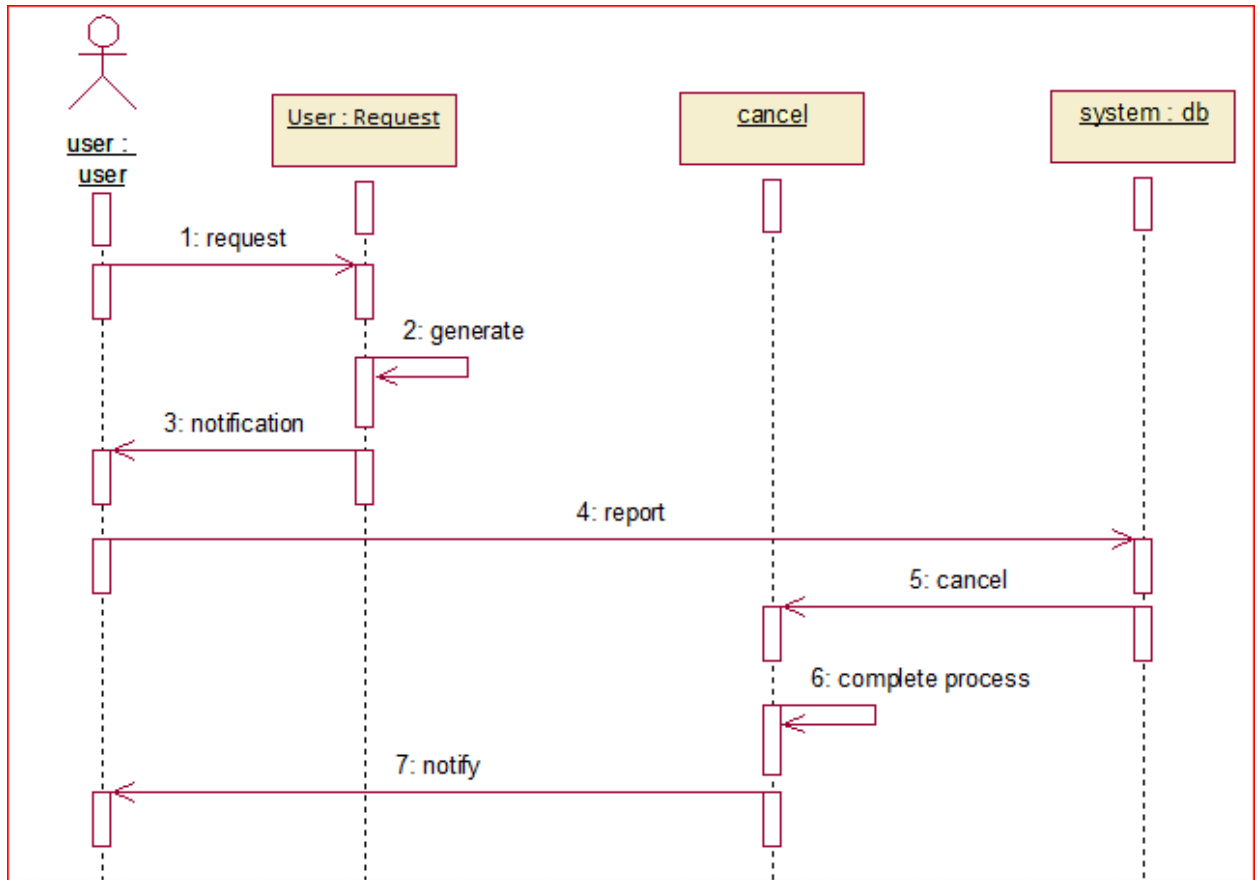 user :
user
User : Request
cancel
system : db
1: request
2: generate
3: notification
4: report
5: cancel
6: complete process
7: notify